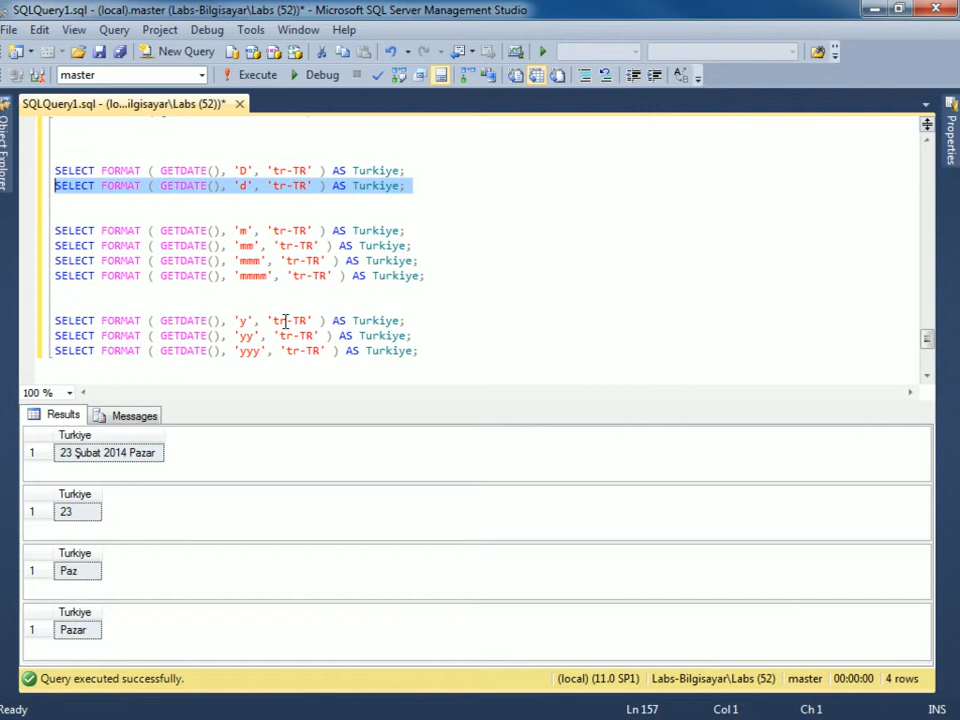 SQLQuery1.sql - (local).master (Labs-Bilgisayar\Labs (52))* - Microsoft SQL Server Management Studio
File Edit View Query Project Debug Tools Window Help
New Query
master Execute Debug
SQLQuery1.sql - (lo...ilgisayar\Labs (52))*
Object Explorer
Properties
SELECT FORMAT ( GETDATE(), 'D', 'tr-TR' ) AS Turkiye;
SELECT FORMAT ( GETDATE(), 'd', 'tr-TR' ) AS Turkiye;
SELECT FORMAT ( GETDATE(), 'm', 'tr-TR' ) AS Turkiye;
SELECT FORMAT ( GETDATE(), 'mm', 'tr-TR' ) AS Turkiye;
SELECT FORMAT ( GETDATE(), 'mmm', 'tr-TR' ) AS Turkiye;
SELECT FORMAT ( GETDATE(), 'mmmm', 'tr-TR' ) AS Turkiye;
SELECT FORMAT ( GETDATE(), 'y', 'tr-TR' ) AS Turkiye;
SELECT FORMAT ( GETDATE(), 'yy', 'tr-TR' ) AS Turkiye;
SELECT FORMAT ( GETDATE(), 'yyy', 'tr-TR' ) AS Turkiye;
100 %
Results Messages
Turkiye
1 23 Şubat 2014 Pazar
Turkiye
1 23
Turkiye
1 Paz
Turkiye
1 Pazar
Query executed successfully. (local) (11.0 SP1) Labs-Bilgisayar\Labs (52) master 00:00:00 4 rows
Ready Ln 157 Col 1 Ch 1 INS